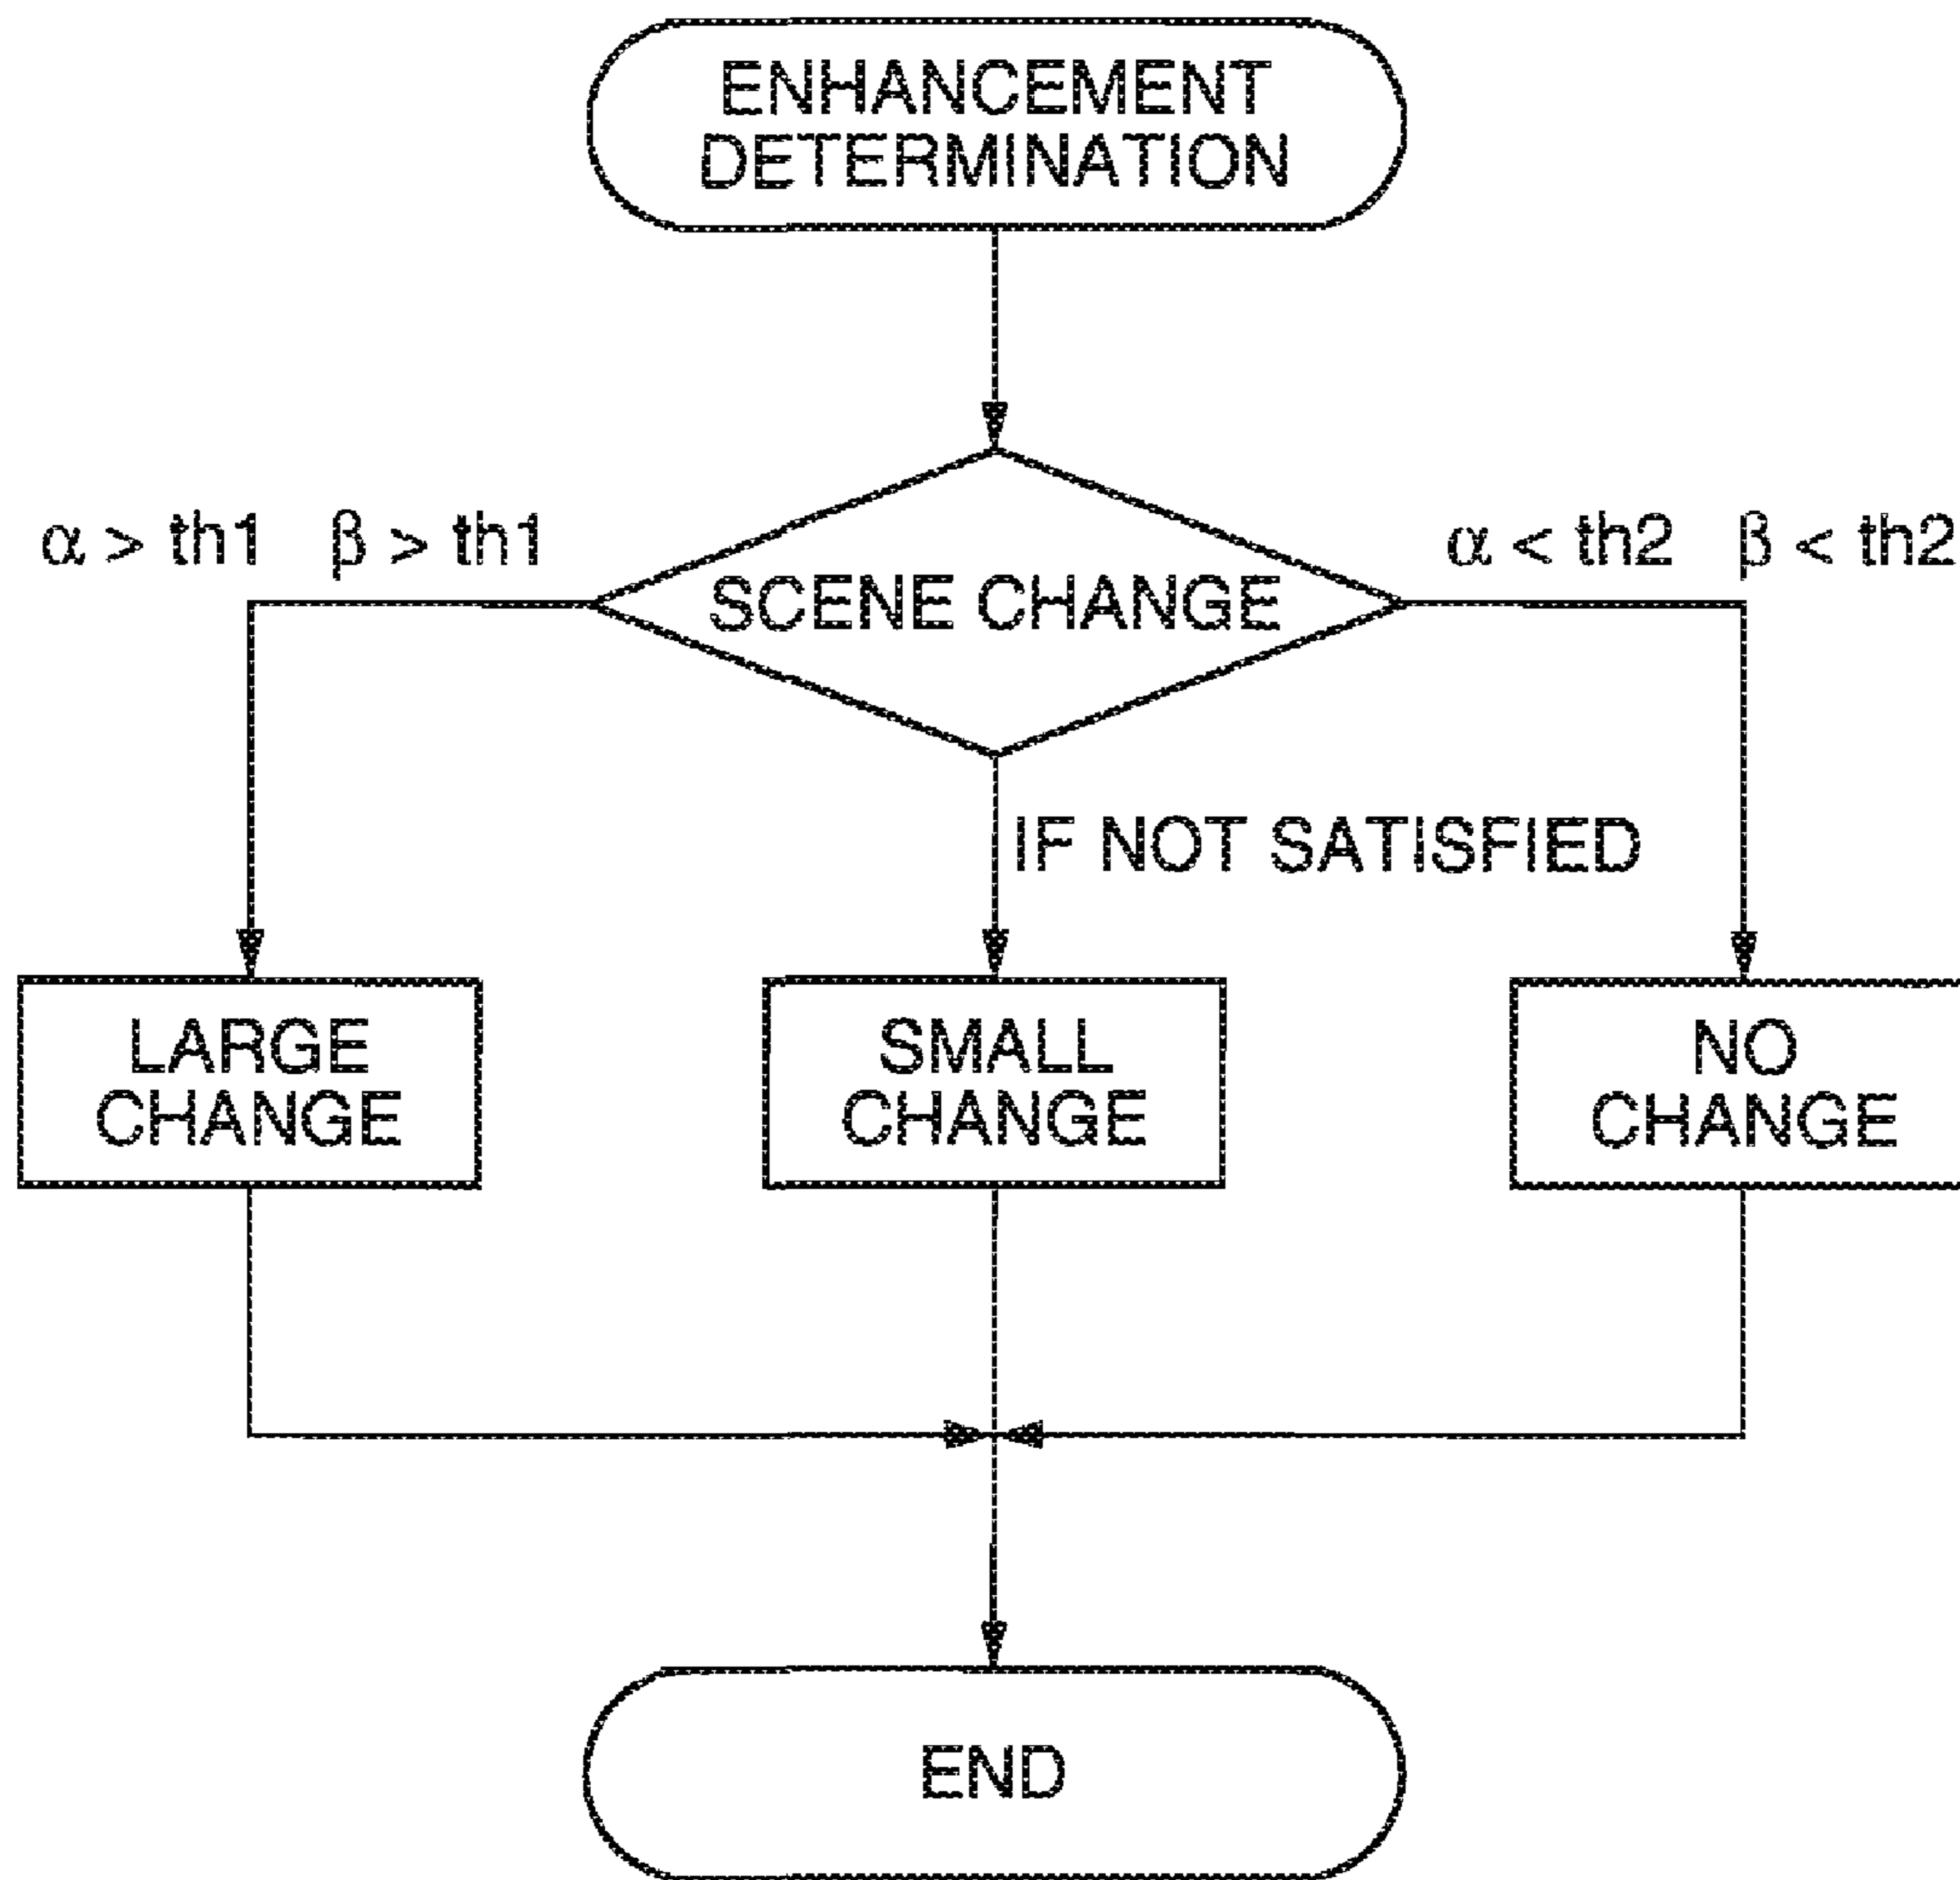 ENHANCEMENT
DETERMINATION
α > th1 β > th1
α < th2 β < th2
SCENE CHANGE
IF NOT SATISFIED
LARGE
CHANGE
SMALL
CHANGE
NO
CHANGE
END